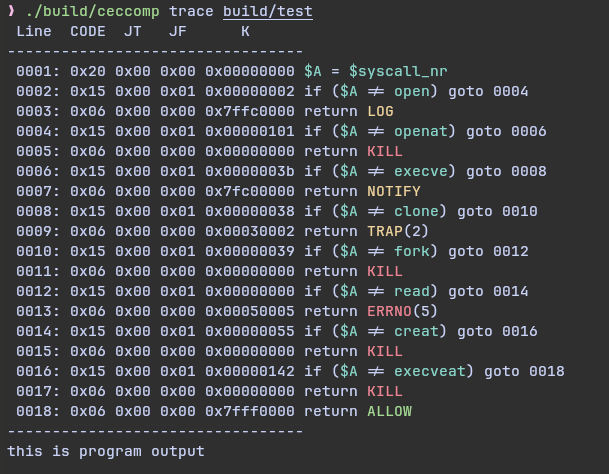 ❱ ./build/ceccomp trace build/test
Line  CODE  JT   JF      K
---------------------------------
0001: 0x20 0x00 0x00 0x00000000 $A = $syscall_nr
0002: 0x15 0x00 0x01 0x00000002 if ($A != open) goto 0004
0003: 0x06 0x00 0x00 0x7ffc0000 return LOG
0004: 0x15 0x00 0x01 0x00000101 if ($A != openat) goto 0006
0005: 0x06 0x00 0x00 0x00000000 return KILL
0006: 0x15 0x00 0x01 0x0000003b if ($A != execve) goto 0008
0007: 0x06 0x00 0x00 0x7fc00000 return NOTIFY
0008: 0x15 0x00 0x01 0x00000038 if ($A != clone) goto 0010
0009: 0x06 0x00 0x00 0x00030002 return TRAP(2)
0010: 0x15 0x00 0x01 0x00000039 if ($A != fork) goto 0012
0011: 0x06 0x00 0x00 0x00000000 return KILL
0012: 0x15 0x00 0x01 0x00000000 if ($A != read) goto 0014
0013: 0x06 0x00 0x00 0x00050005 return ERRNO(5)
0014: 0x15 0x00 0x01 0x00000055 if ($A != creat) goto 0016
0015: 0x06 0x00 0x00 0x00000000 return KILL
0016: 0x15 0x00 0x01 0x00000142 if ($A != execveat) goto 0018
0017: 0x06 0x00 0x00 0x00000000 return KILL
0018: 0x06 0x00 0x00 0x7fff0000 return ALLOW
---------------------------------
this is program output